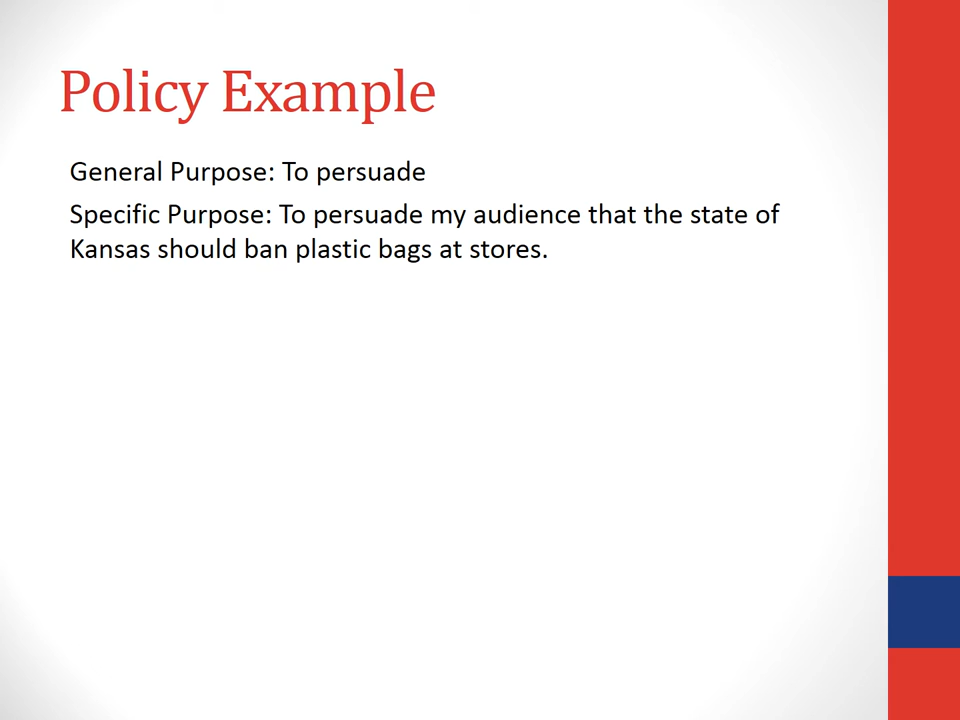 Policy Example
General Purpose: To persuade
Specific Purpose: To persuade my audience that the state of
Kansas should ban plastic bags at stores.